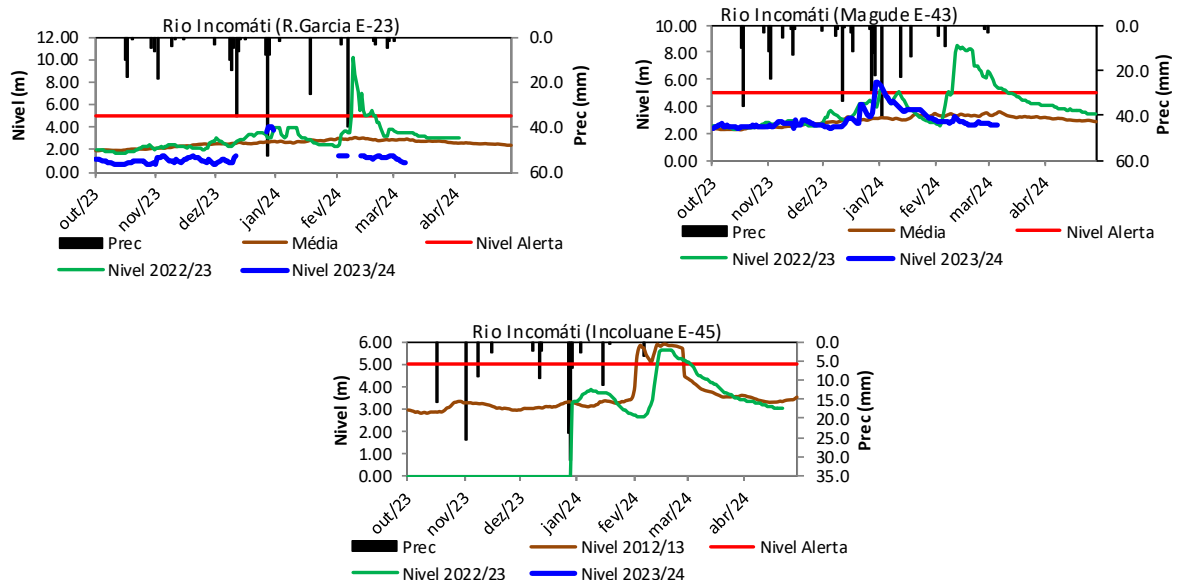 Rio Incomáti (R.Garcia E-23)
12.00
10.00
8.00
6.00
4.00
2.00
0.00
Nivel (m)
0.0
20.0
40.0
60.0
Prec (mm)
out/23
nov/23
dez/23
jan/24
fev/24
mar/24
abr/24
Prec
Média
Nivel Alerta
Nivel 2022/23
Nivel 2023/24
Rio Incomáti (Magude E-43)
10.00
8.00
6.00
4.00
2.00
0.00
Nivel (m)
0.0
20.0
40.0
60.0
Prec (mm)
out/23
nov/23
dez/23
jan/24
fev/24
mar/24
abr/24
Prec
Média
Nivel Alerta
Nivel 2022/23
Nivel 2023/24
Rio Incomáti (Incoluane E-45)
6.00
5.00
4.00
3.00
2.00
1.00
0.00
Nivel (m)
0.0
5.0
10.0
15.0
20.0
25.0
30.0
35.0
Prec (mm)
out/23
nov/23
dez/23
jan/24
fev/24
mar/24
abr/24
Prec
Nivel 2012/13
Nivel Alerta
Nivel 2022/23
Nivel 2023/24